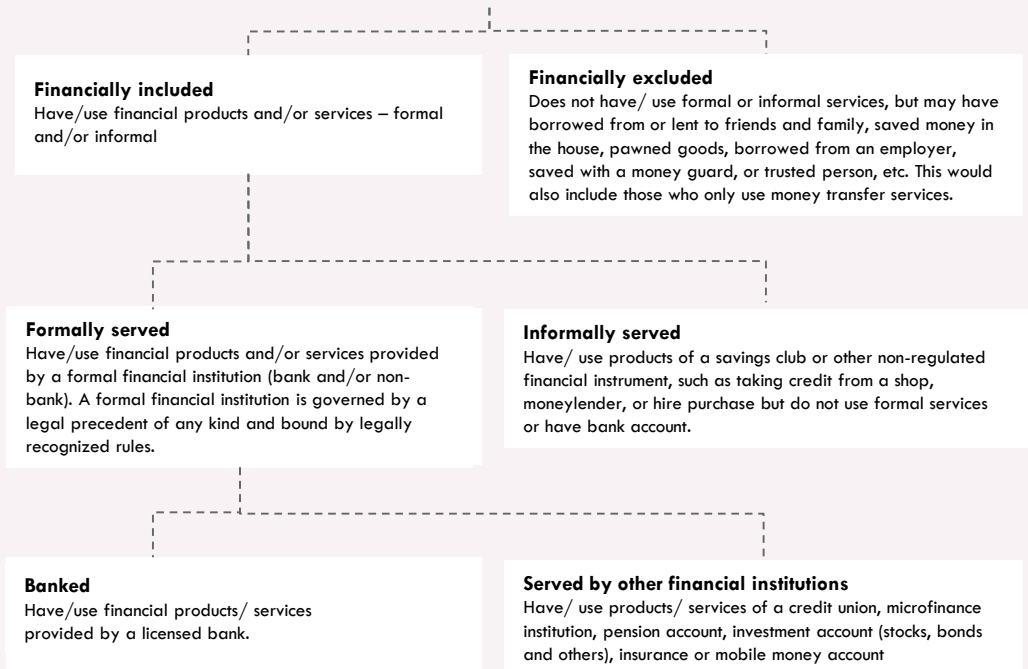 Financially included
Have/use financial products and/or services – formal
and/or informal
Financially excluded
Does not have/ use formal or informal services, but may have
borrowed from or lent to friends and family, saved money in
the house, pawned goods, borrowed from an employer,
saved with a money guard, or trusted person, etc. This would
also include those who only use money transfer services.
Formally served
Have/use financial products and/or services provided
by a formal financial institution (bank and/or non-
bank). A formal financial institution is governed by a
legal precedent of any kind and bound by legally
recognized rules.
Informally served
Have/ use products of a savings club or other non-regulated
financial instrument, such as taking credit from a shop,
moneylender, or hire purchase but do not use formal services
or have bank account.
Banked
Have/use financial products/ services
provided by a licensed bank.
Served by other financial institutions
Have/ use products/ services of a credit union, microfinance
institution, pension account, investment account (stocks, bonds
and others), insurance or mobile money account